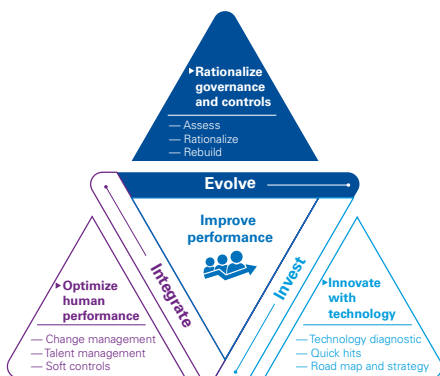 ▸Rationalize
governance
and controls
— Assess
— Rationalize
— Rebuild
Evolve
Improve
performance
Integrate
Invest
▸Optimize
human
performance
— Change management
— Talent management
— Soft controls
▸Innovate
with
technology
— Technology diagnostic
— Quick hits
— Road map and strategy